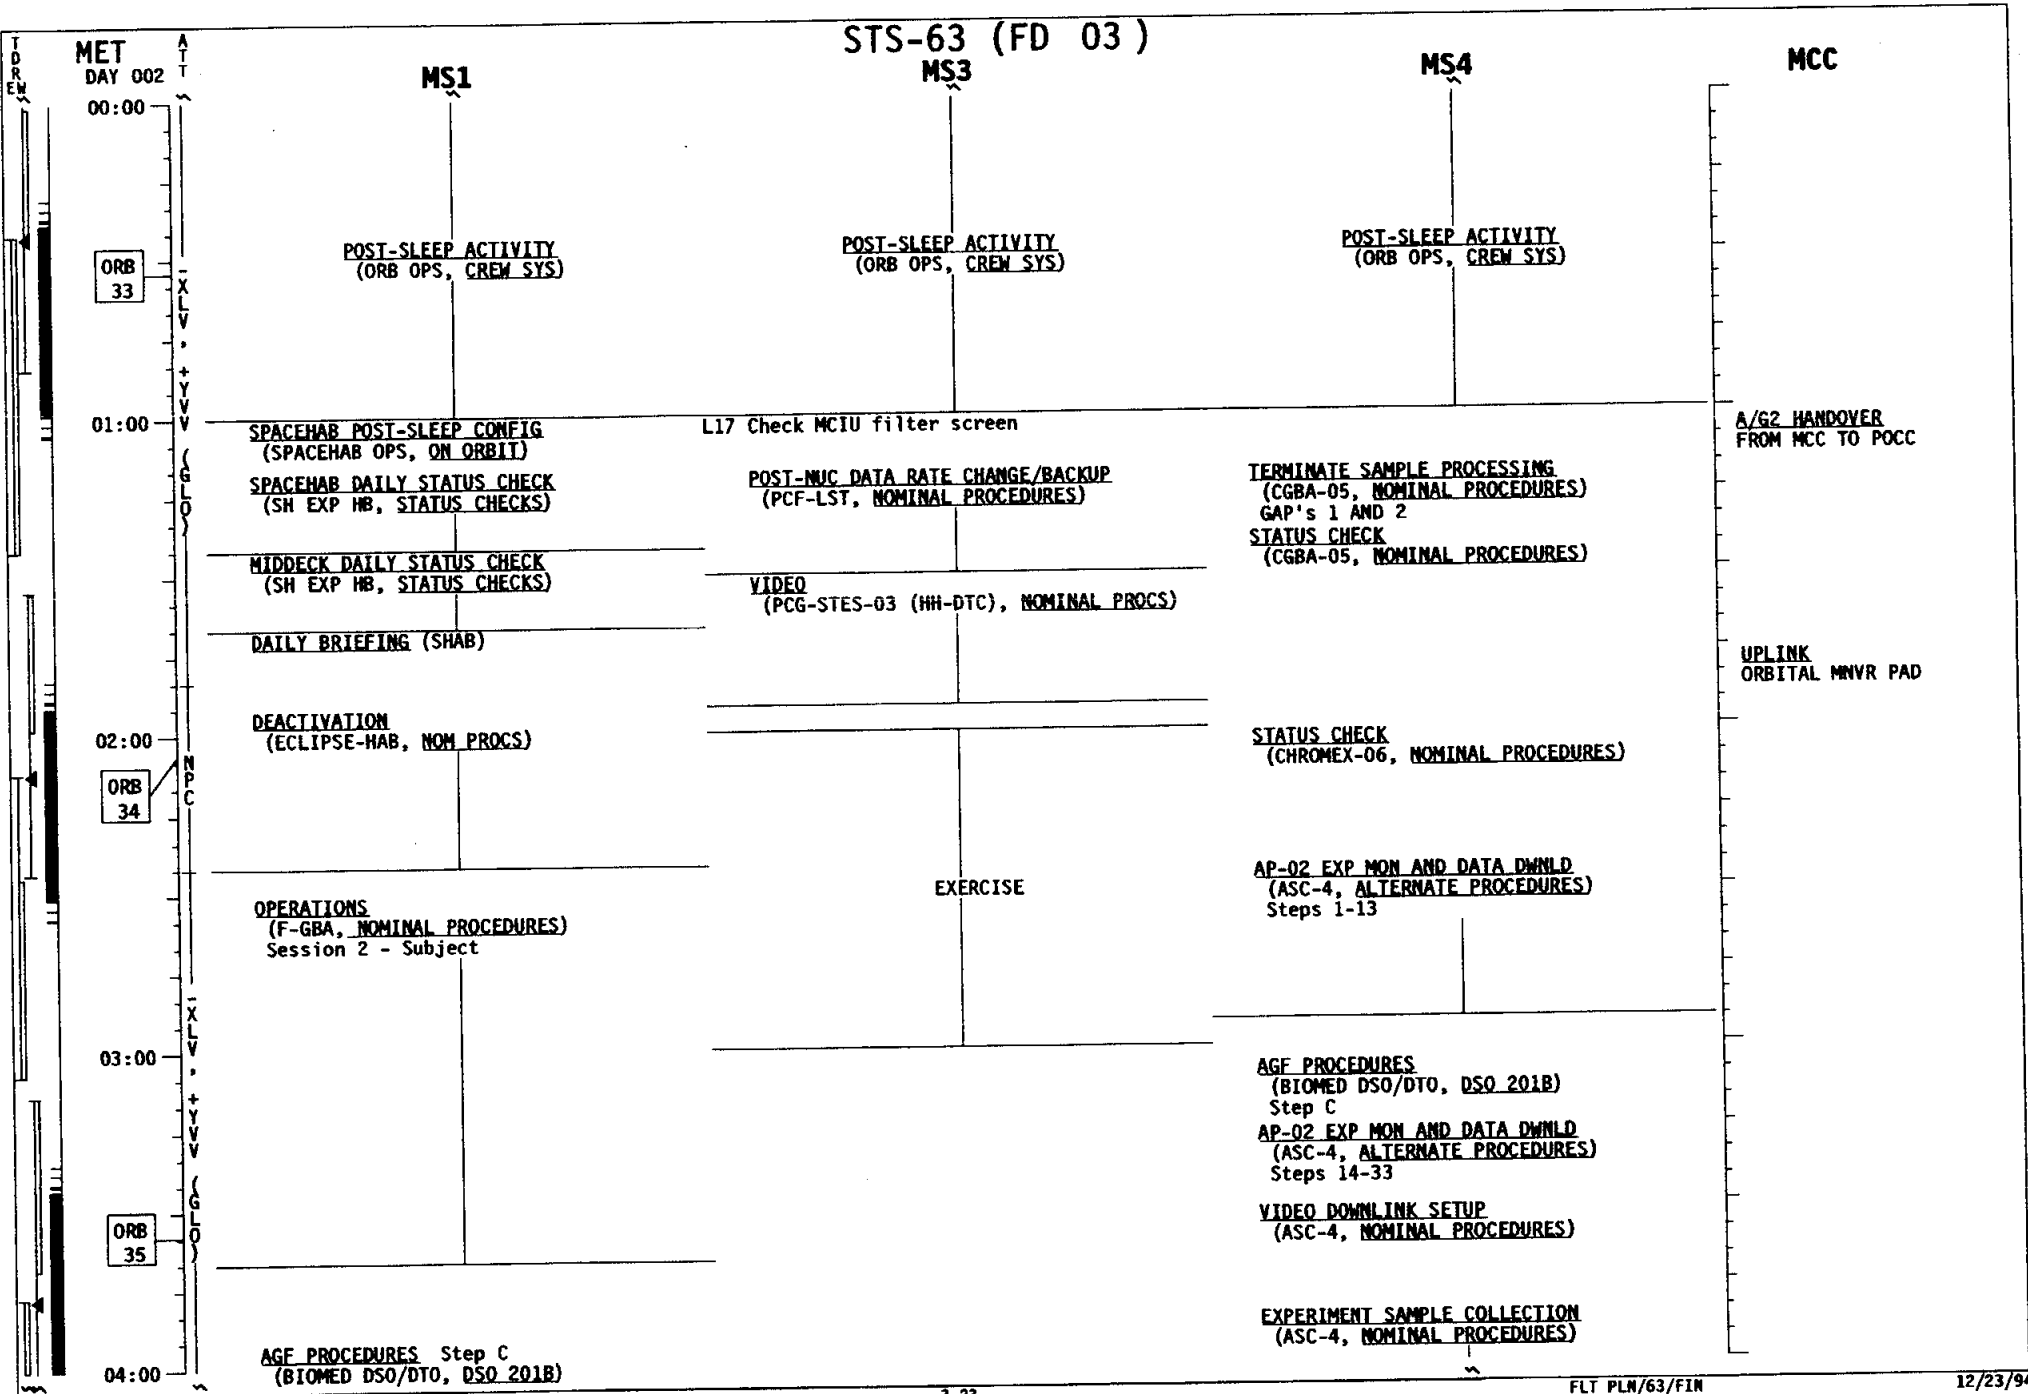 STS-63 (FD 03 )
TDRE W
MET
DAY 002
ATT
MS1
MS3
MS4
MCC
00:00
POST-SLEEP ACTIVITY
(ORB OPS, CREW SYS)
POST-SLEEP ACTIVITY
(ORB OPS, CREW SYS)
POST-SLEEP ACTIVITY
(ORB OPS, CREW SYS)
ORB
33
-XLV, +YVV (GLO)
01:00
SPACEHAB POST-SLEEP CONFIG
(SPACEHAB OPS, ON ORBIT)
SPACEHAB DAILY STATUS CHECK
(SH EXP HB, STATUS CHECKS)
MIDDECK DAILY STATUS CHECK
(SH EXP HB, STATUS CHECKS)
DAILY BRIEFING (SHAB)
DEACTIVATION
(ECLIPSE-HAB, NOM PROCS)
OPERATIONS
(F-GBA, NOMINAL PROCEDURES)
Session 2 - Subject
AGF PROCEDURES Step C
(BIOMED DSO/DTO, DSO 201B)
L17 Check MCIU filter screen
POST-NUC DATA RATE CHANGE/BACKUP
(PCF-LST, NOMINAL PROCEDURES)
VIDEO
(PCG-STES-03 (HH-DTC), NOMINAL PROCS)
EXERCISE
TERMINATE SAMPLE PROCESSING
(CGBA-05, NOMINAL PROCEDURES)
GAP's 1 AND 2
STATUS CHECK
(CGBA-05, NOMINAL PROCEDURES)
STATUS CHECK
(CHROMEX-06, NOMINAL PROCEDURES)
AP-02 EXP MON AND DATA DWNLD
(ASC-4, ALTERNATE PROCEDURES)
Steps 1-13
AGF PROCEDURES
(BIOMED DSO/DTO, DSO 201B)
Step C
AP-02 EXP MON AND DATA DWNLD
(ASC-4, ALTERNATE PROCEDURES)
Steps 14-33
VIDEO DOWNLINK SETUP
(ASC-4, NOMINAL PROCEDURES)
EXPERIMENT SAMPLE COLLECTION
(ASC-4, NOMINAL PROCEDURES)
A/G2 HANDOVER
FROM MCC TO POCC
UPLINK
ORBITAL MNVR PAD
02:00
NPC
ORB
34
-XLV, +YVV (GLO)
03:00
ORB
35
04:00
FLT PLN/63/FIN
12/23/94